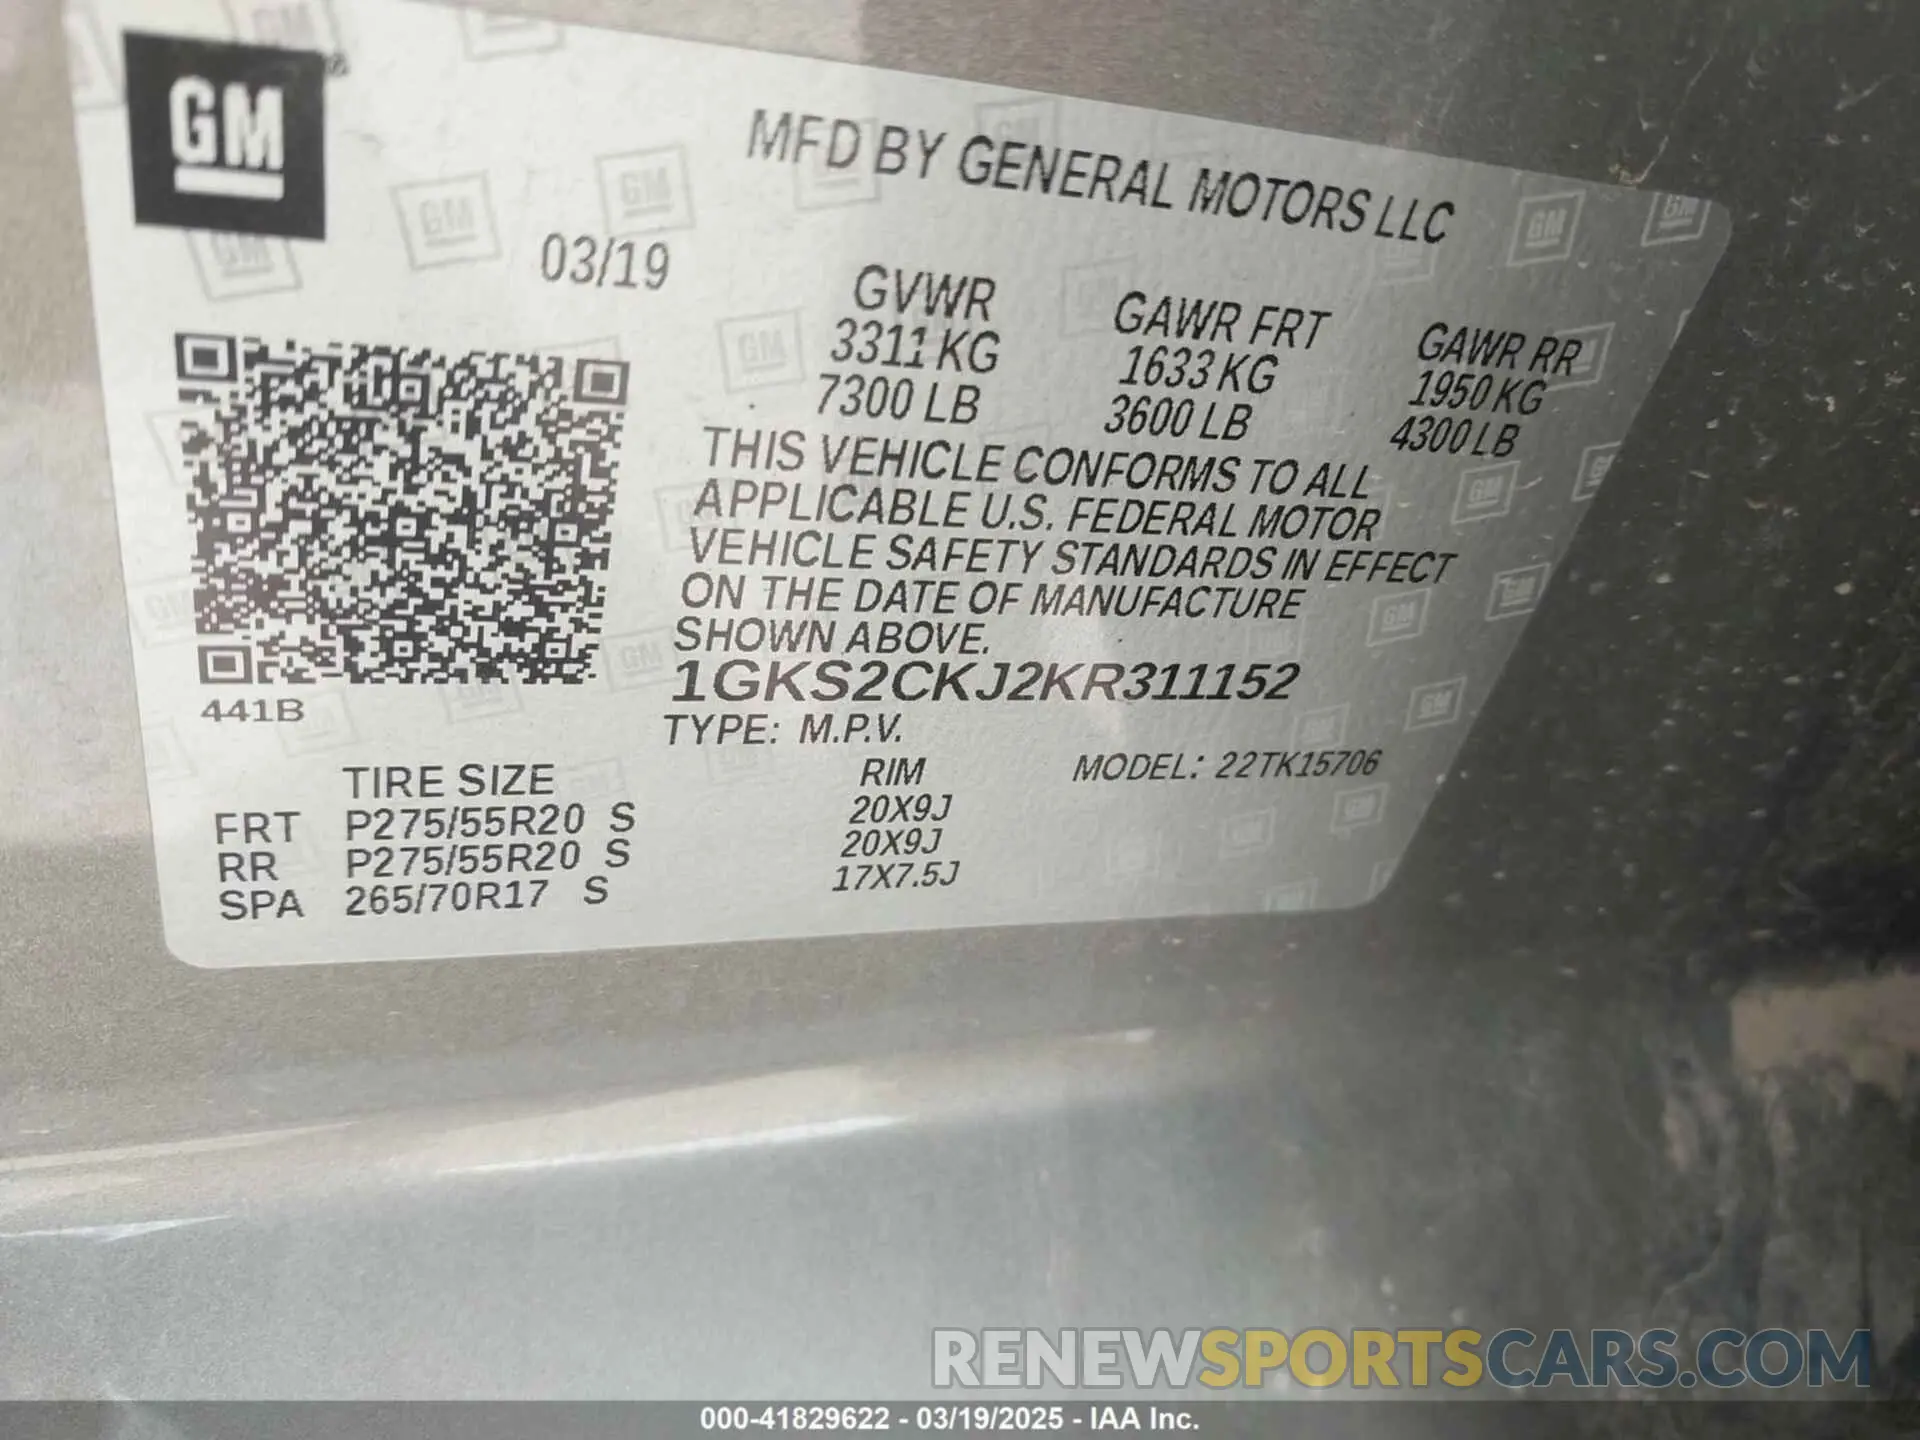 GM
MFD BY GENERAL MOTORS LLC
03/19
GVWR GAWR FRT GAWR RR
3311 KG 1633 KG 1950 KG
7300 LB 3600 LB 4300 LB
THIS VEHICLE CONFORMS TO ALL
APPLICABLE U.S. FEDERAL MOTOR
VEHICLE SAFETY STANDARDS IN EFFECT
ON THE DATE OF MANUFACTURE
SHOWN ABOVE.
1GKS2CKJ2KR311152
441B
TYPE: M.P.V.
MODEL: 22TK15706
TIRE SIZE RIM
FRT P275/55R20 S 20X9J
RR P275/55R20 S 20X9J
SPA 265/70R17 S 17X7.5J
RENEWSPORTSCARS.COM
000-41829622 - 03/19/2025 - IAA Inc.